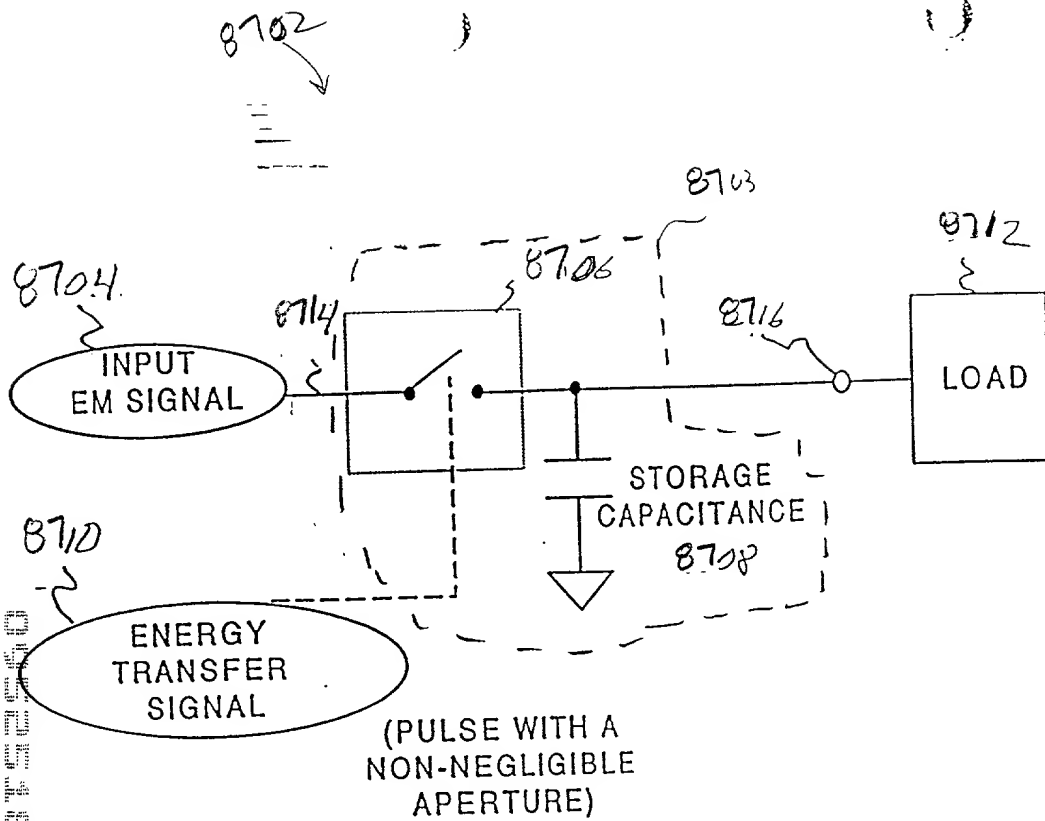 8702
8703
8712
8704
8706
8714
8716
INPUT
EM SIGNAL
LOAD
STORAGE
CAPACITANCE
8708
8710
ENERGY
TRANSFER
SIGNAL
(PULSE WITH A
NON-NEGLIGIBLE
APERTURE)